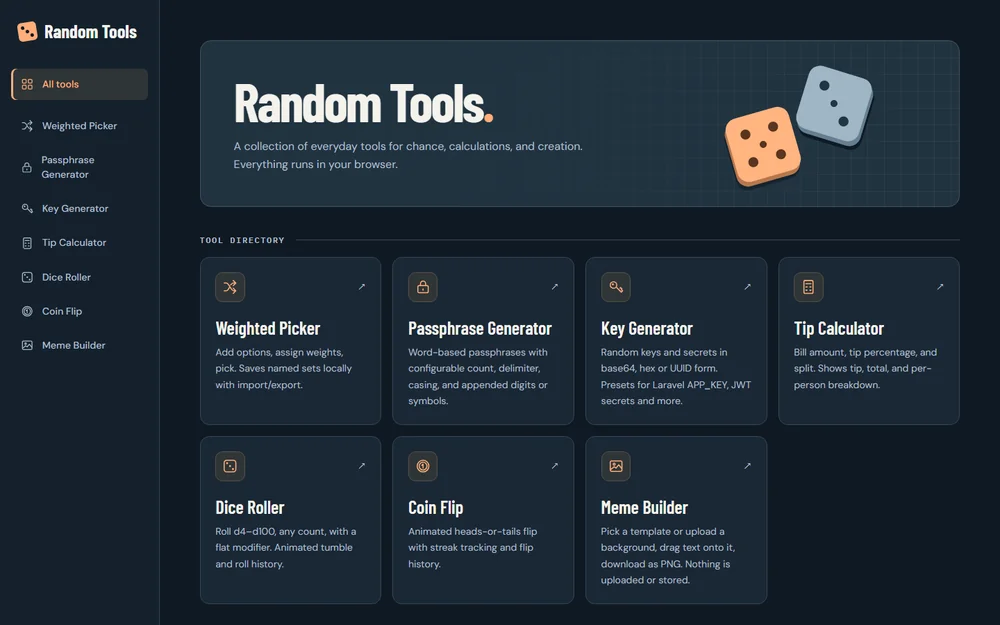 Random Tools
All tools
Weighted Picker
Passphrase
Generator
Key Generator
Tip Calculator
Dice Roller
Coin Flip
Meme Builder
Random Tools.
A collection of everyday tools for chance, calculations, and creation.
Everything runs in your browser.
TOOL DIRECTORY
Weighted Picker
Add options, assign weights,
pick. Saves named sets locally
with import/export.
Passphrase Generator
Word-based passphrases with
configurable count, delimiter,
casing, and appended digits or
symbols.
Key Generator
Random keys and secrets in
base64, hex or UUID form.
Presets for Laravel APP_KEY, JWT
secrets and more.
Tip Calculator
Bill amount, tip percentage, and
split. Shows tip, total, and per-
person breakdown.
Dice Roller
Roll d4–d100, any count, with a
flat modifier. Animated tumble
and roll history.
Coin Flip
Animated heads-or-tails flip
with streak tracking and flip
history.
Meme Builder
Pick a template or upload a
background, drag text onto it,
download as PNG. Nothing is
uploaded or stored.